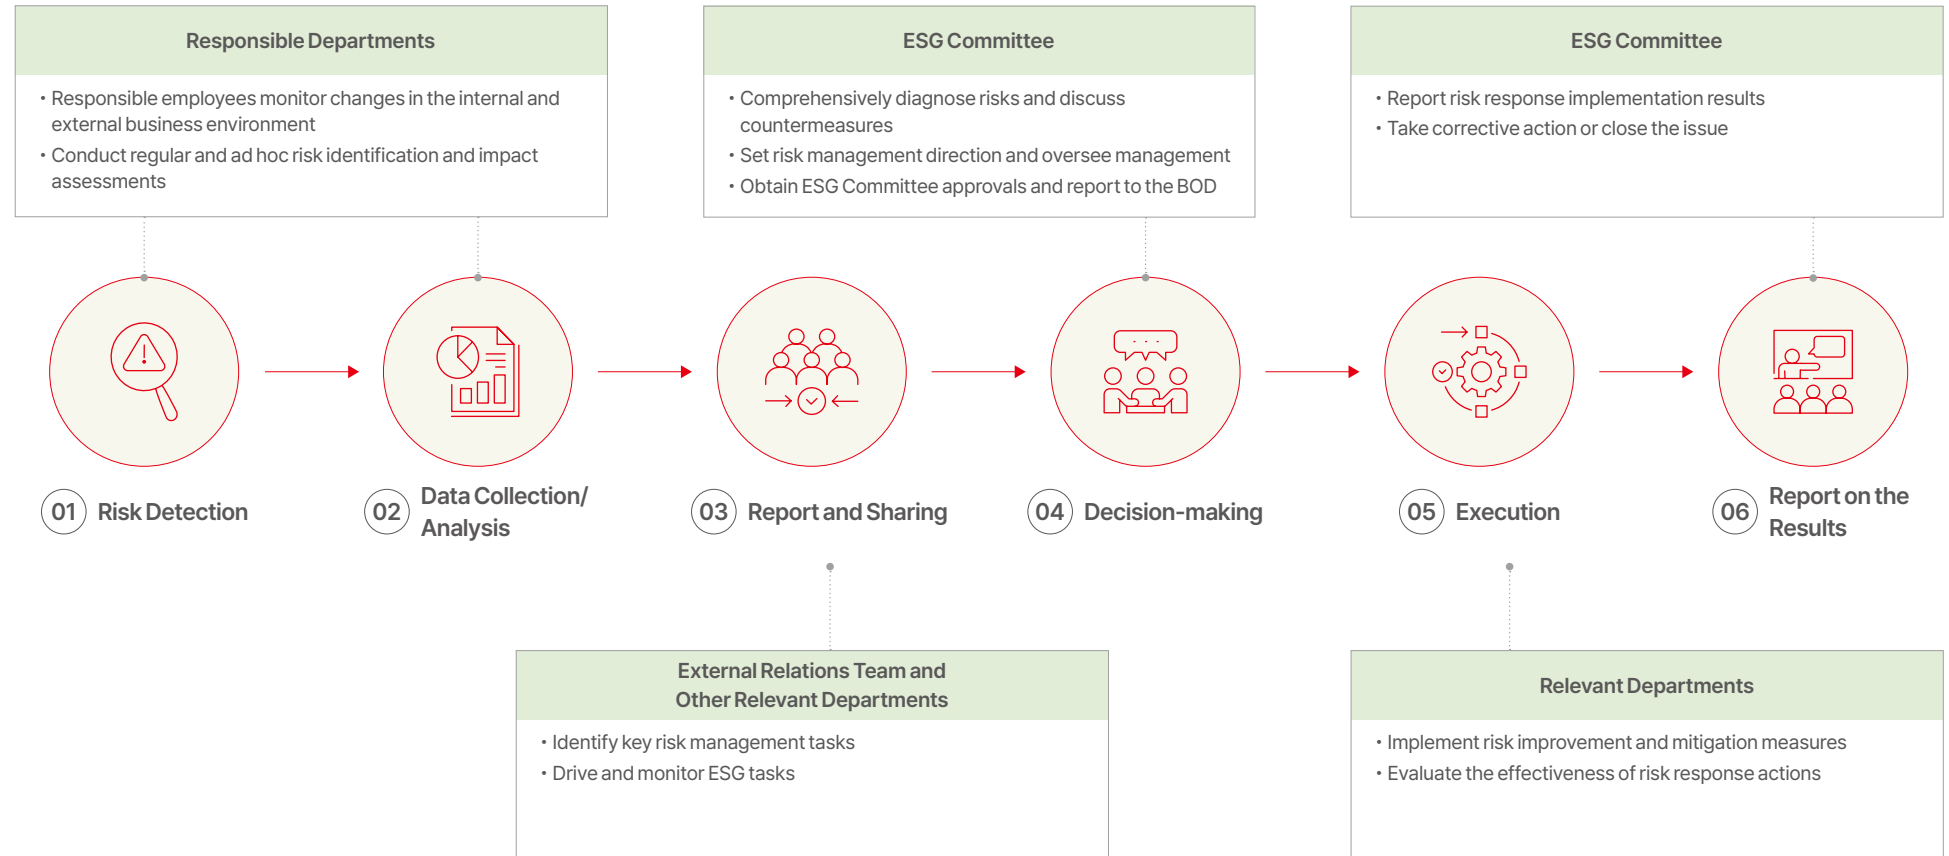 Responsible Departments
• Responsible employees monitor changes in the internal and
external business environment
• Conduct regular and ad hoc risk identification and impact
assessments
ESG Committee
• Comprehensively diagnose risks and discuss
countermeasures
• Set risk management direction and oversee management
• Obtain ESG Committee approvals and report to the BOD
ESG Committee
• Report risk response implementation results
• Take corrective action or close the issue
01 Risk Detection
02 Data Collection/
Analysis
03 Report and Sharing
04 Decision-making
05 Execution
06 Report on the
Results
External Relations Team and
Other Relevant Departments
• Identify key risk management tasks
• Drive and monitor ESG tasks
Relevant Departments
• Implement risk improvement and mitigation measures
• Evaluate the effectiveness of risk response actions